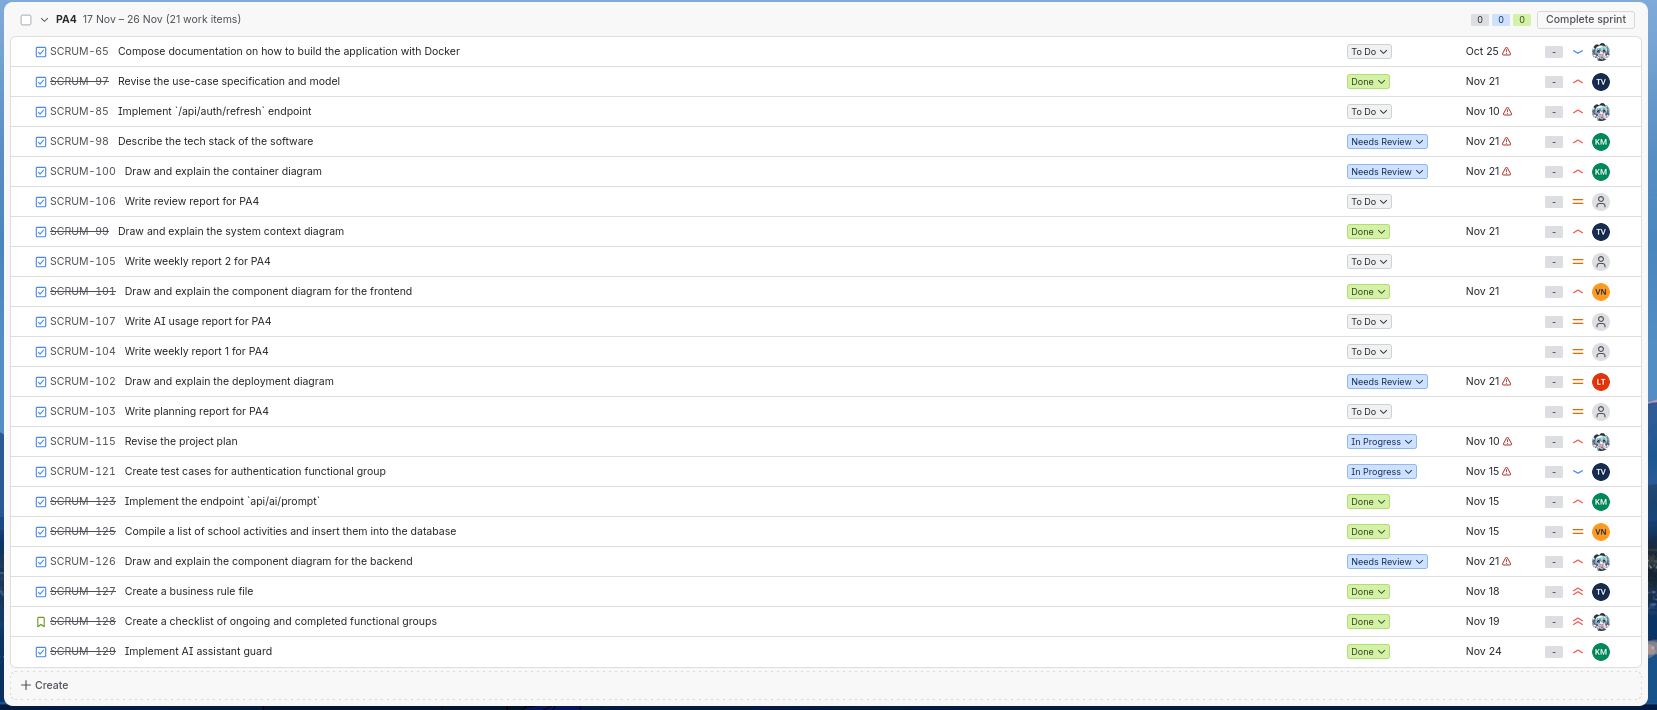 PA4 17 Nov – 26 Nov (21 work items) 0 0 0 Complete sprint
SCRUM-65 Compose documentation on how to build the application with Docker To Do Oct 25 -
SCRUM-97 Revise the use-case specification and model Done Nov 21 - TV
SCRUM-85 Implement `/api/auth/refresh` endpoint To Do Nov 10 -
SCRUM-98 Describe the tech stack of the software Needs Review Nov 21 - KM
SCRUM-100 Draw and explain the container diagram Needs Review Nov 21 - KM
SCRUM-106 Write review report for PA4 To Do -
SCRUM-99 Draw and explain the system context diagram Done Nov 21 - TV
SCRUM-105 Write weekly report 2 for PA4 To Do -
SCRUM-101 Draw and explain the component diagram for the frontend Done Nov 21 - VN
SCRUM-107 Write AI usage report for PA4 To Do -
SCRUM-104 Write weekly report 1 for PA4 To Do -
SCRUM-102 Draw and explain the deployment diagram Needs Review Nov 21 - LT
SCRUM-103 Write planning report for PA4 To Do -
SCRUM-115 Revise the project plan In Progress Nov 10 -
SCRUM-121 Create test cases for authentication functional group In Progress Nov 15 - TV
SCRUM-123 Implement the endpoint `api/ai/prompt` Done Nov 15 - KM
SCRUM-125 Compile a list of school activities and insert them into the database Done Nov 15 - VN
SCRUM-126 Draw and explain the component diagram for the backend Needs Review Nov 21 -
SCRUM-127 Create a business rule file Done Nov 18 - TV
SCRUM-128 Create a checklist of ongoing and completed functional groups Done Nov 19 -
SCRUM-129 Implement AI assistant guard Done Nov 24 - KM
+ Create